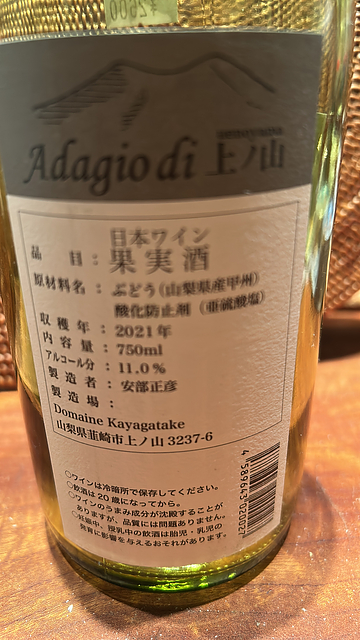 Adagio di 上ノ山
日本ワイン
品目：果実酒
原材料名：ぶどう（山梨県産甲州）
酸化防止剤（亜硫酸塩）
収穫年：2021年
内容量：750ml
アルコール分：11.0%
製造者：安部正彦
製造場：
Domaine Kayagatake
山梨県韮崎市上ノ山 3237-6
○ワインは冷暗所で保存してください。
○飲酒は20歳になってから。
○ワインのうまみ成分が沈殿することが
ありますが、品質には問題ありません。
○妊娠中、授乳中の飲酒は胎児・乳児の
発育に影響を与えるおそれがあります。